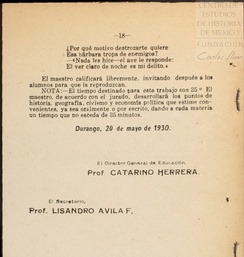 CENTRO DE
ESTUDIOS
DE HISTORIA
DE MEXICO
FUNDACIÓN
Carlos Slim
—18—
¿Por qué motivo destrozarte quiere
Esa bárbara tropa de enemigos?
—¿Nada les hice—el ave le responde:
El ver claro de noche es mi delito.»
El maestro calificará libremente, invitando después a los
alumnos para que la reproduzcan.
NOTA:—El tiempo destinado para este trabajo son 25" El
maestro, de acuerdo con el jurado, desarrollará los puntos de
historia, geografía, civismo y economía política que estime con-
venientes, ya sea oralmente o por escrito, dando a cada materia
un tiempo que no exceda de 35 minutos.
Durango, 20 de mayo de 1930.
El Director General de Educación,
Prof. CATARINO HERRERA.
El Secretario,
Prof. LISANDRO AVILA F.